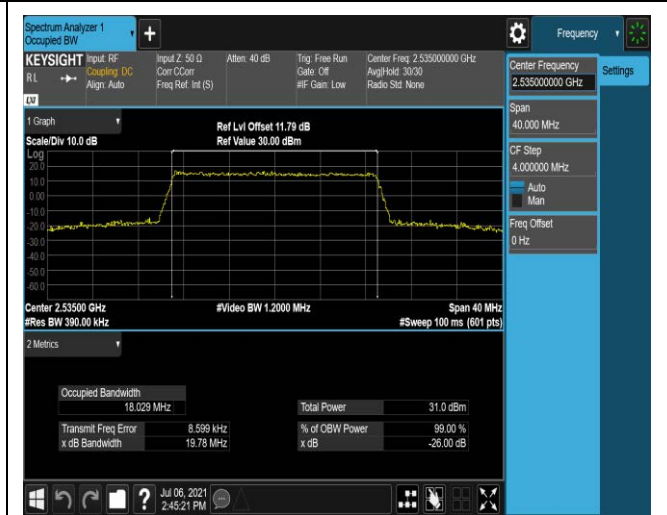 Spectrum Analyzer 1
Occupied BW
+
Frequency
KEYSIGHT
RL
LXI
Input: RF
Coupling: DC
Align: Auto
Input Z: 50 Ω
Corr CCorr
Freq Ref: Int (S)
Atten: 40 dB
Trig: Free Run
Gate: Off
#IF Gain: Low
Center Freq: 2.535000000 GHz
Avg|Hold: 30/30
Radio Std: None
Center Frequency
2.535000000 GHz
Settings
Span
40.000 MHz
CF Step
4.000000 MHz
Auto
Man
Freq Offset
0 Hz
1 Graph
Scale/Div 10.0 dB
Ref Lvl Offset 11.79 dB
Ref Value 30.00 dBm
Log
20.0
10.0
0.00
-10.0
-20.0
-30.0
-40.0
-50.0
-60.0
Center 2.53500 GHz
#Video BW 1.2000 MHz
Span 40 MHz
#Res BW 390.00 kHz
#Sweep 100 ms (601 pts)
2 Metrics
Occupied Bandwidth
18.029 MHz
Total Power 31.0 dBm
Transmit Freq Error 8.599 kHz
% of OBW Power 99.00 %
x dB Bandwidth 19.78 MHz
x dB -26.00 dB
?
Jul 06, 2021
2:45:21 PM